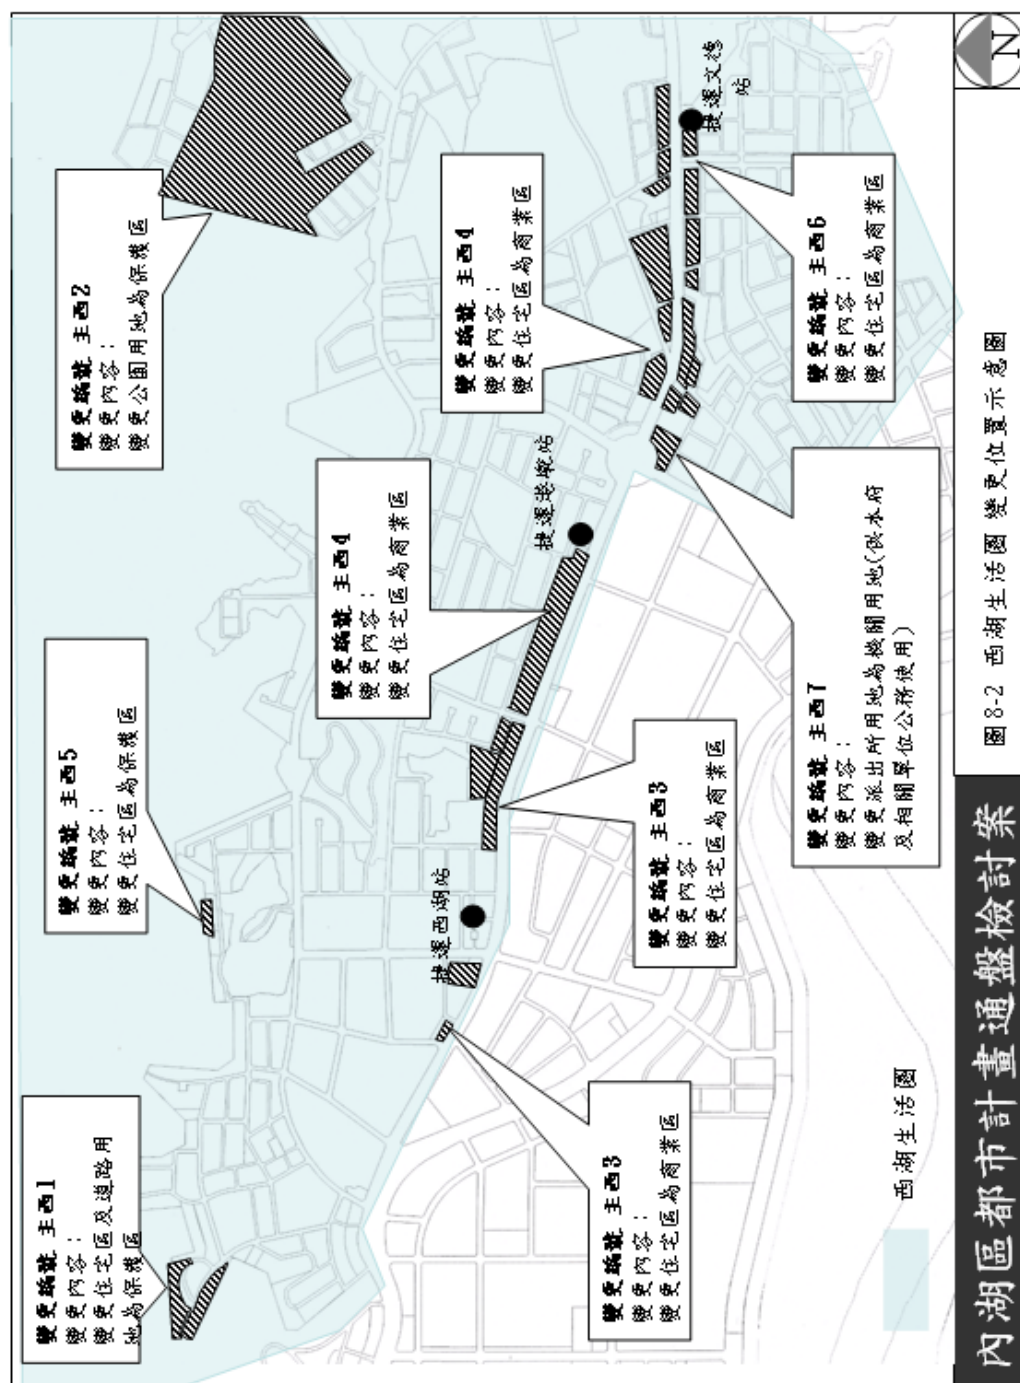 變更編號 主西1
變更內容：
變更住宅區及道路用
地為保護區
變更編號 主西5
變更內容：
變更住宅區為保護區
變更編號 主西2
變更內容：
變更公園用地為保護區
變更編號 主西4
變更內容：
變更住宅區為商業區
變更編號 主西4
變更內容：
變更住宅區為商業區
捷運文德
站
捷運港墘站
捷運西湖站
變更編號 主西3
變更內容：
變更住宅區為商業區
變更編號 主西3
變更內容：
變更住宅區為商業區
變更編號 主西7
變更內容：
變更派出所用地為機關用地(供本府
及相關單位公務使用)
變更編號 主西6
變更內容：
變更住宅區為商業區
西湖生活圈
內湖區都市計畫通盤檢討案
圖8-2 西湖生活圈 變更位置示意圖
N